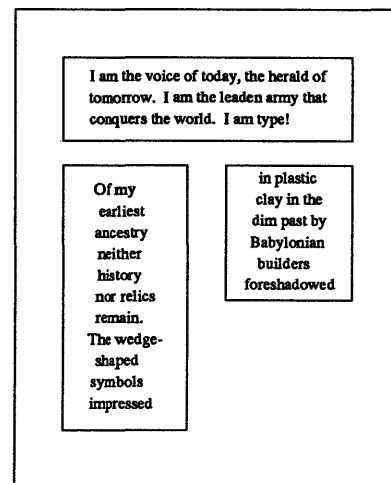 I am the voice of today, the herald of
tomorrow. I am the leaden army that
conquers the world. I am type!
Of my
earliest
ancestry
neither
history
nor relics
remain.
The wedge-
shaped
symbols
impressed
in plastic
clay in the
dim past by
Babylonian
builders
foreshadowed